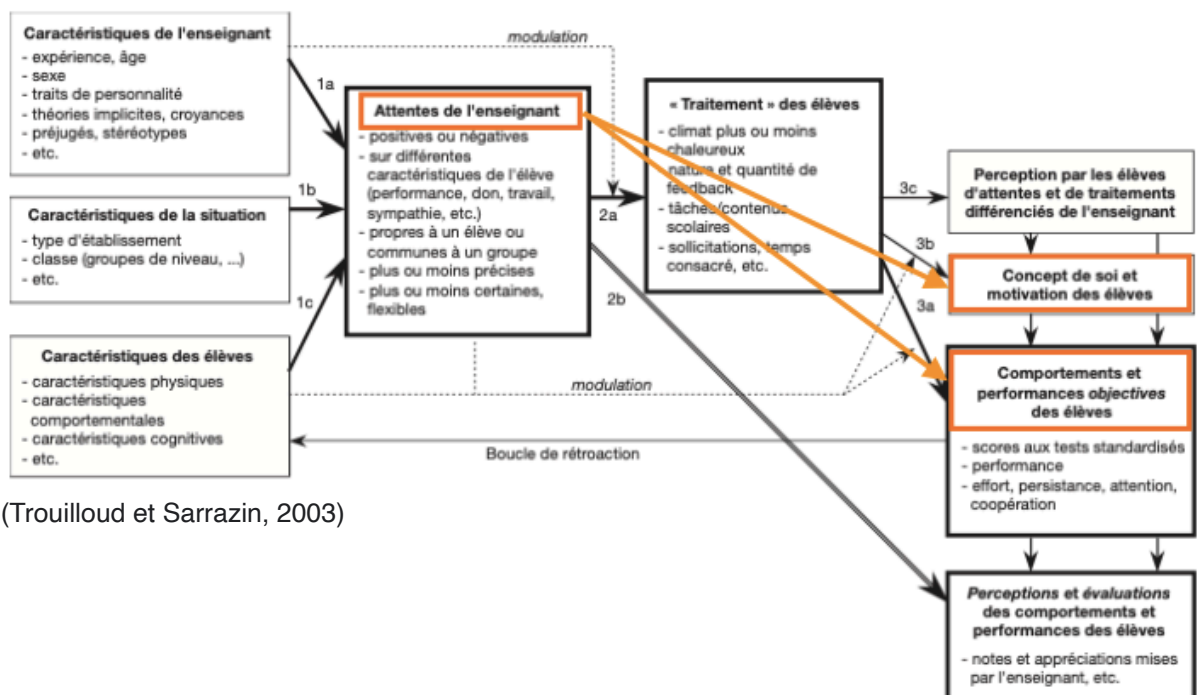 Caractéristiques de l'enseignant
- expérience, âge
- sexe
- traits de personnalité
- théories implicites, croyances
- préjugés, stéréotypes
- etc.
modulation
1a
1b
Caractéristiques de la situation
- type d'établissement
- classe (groupes de niveau, ...)
- etc.
1c
Caractéristiques des élèves
- caractéristiques physiques
- caractéristiques
comportementales
- caractéristiques cognitives
- etc.
Attentes de l'enseignant
- positives ou négatives
- sur différentes
caractéristiques de l'élève
(performance, don, travail,
sympathie, etc.)
- propres à un élève ou
communes à un groupe
- plus ou moins précises
- plus ou moins certaines,
flexibles
2a
2b
« Traitement » des élèves
- climat plus ou moins
chaleureux
- nature et quantité de
feedback
- tâches/contenus
scolaires
- sollicitations, temps
consacré, etc.
3c
3b
3a
Perception par les élèves
d'attentes et de traitements
différenciés de l'enseignant
Concept de soi et
motivation des élèves
Comportements et
performances objectives
des élèves
- scores aux tests standardisés
- performance
- effort, persistance, attention,
coopération
modulation
Boucle de rétroaction
Perceptions et évaluations
des comportements et
performances des élèves
- notes et appréciations mises
par l'enseignant, etc.
(Trouilloud et Sarrazin, 2003)